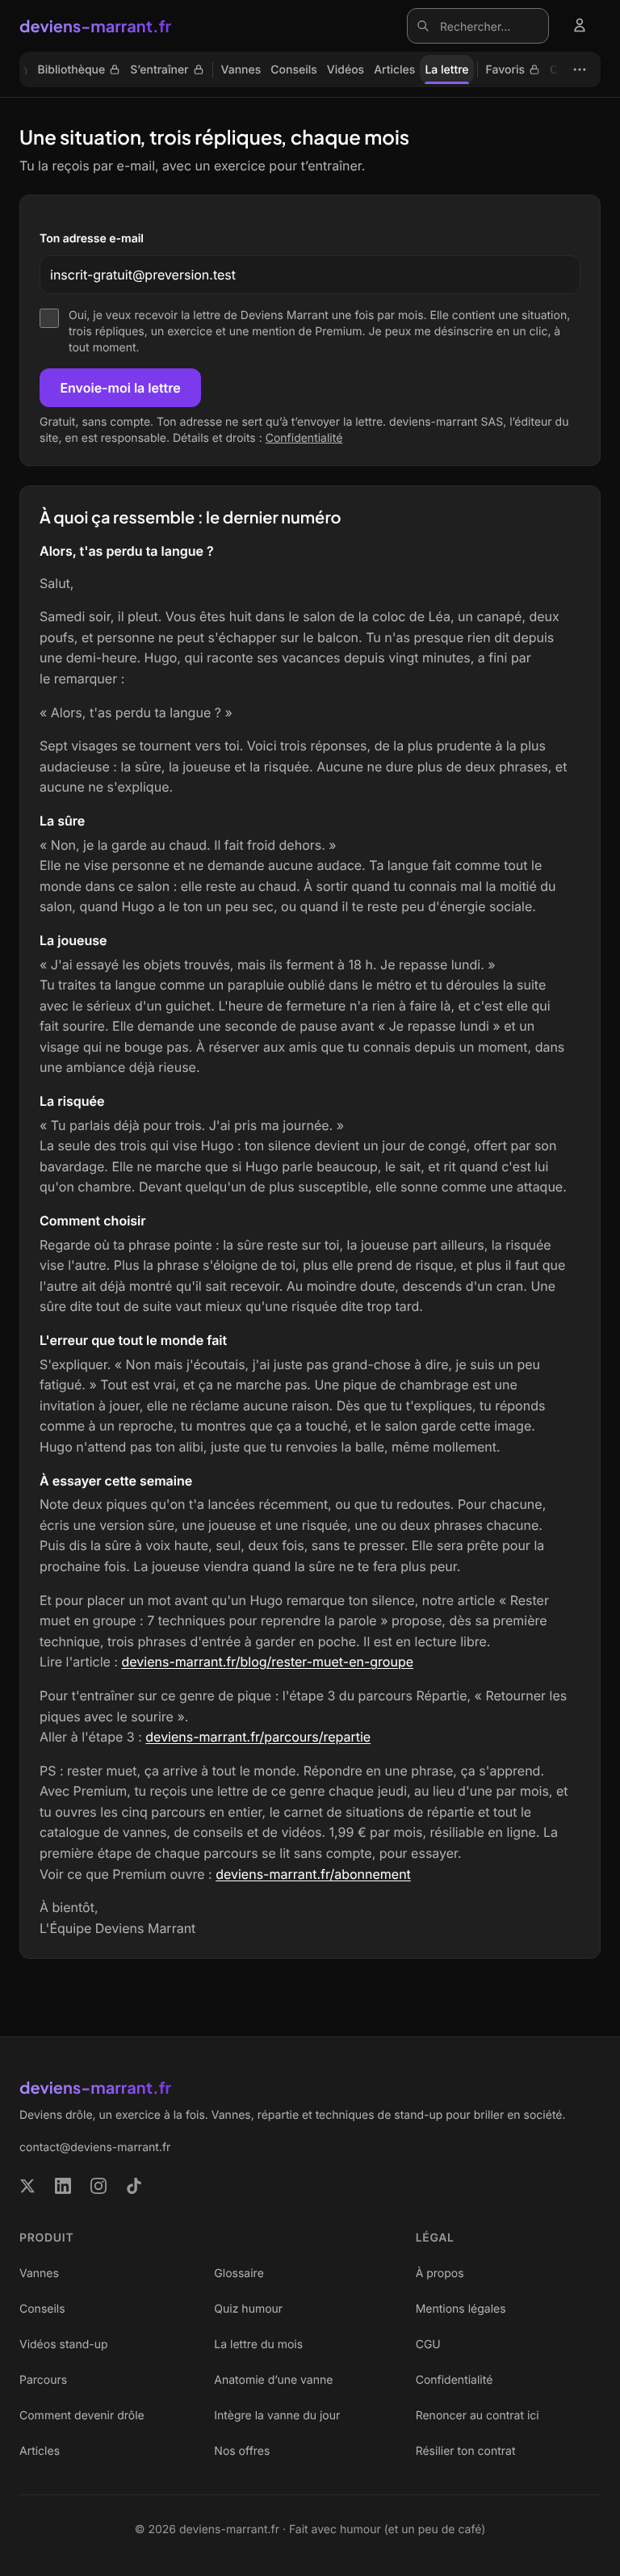 deviens-marrant.fr
Rechercher...
Bibliothèque
S’entraîner
Vannes
Conseils
Vidéos
Articles
La lettre
Favoris
Une situation, trois répliques, chaque mois
Tu la reçois par e-mail, avec un exercice pour t’entraîner.
Ton adresse e-mail
inscrit-gratuit@preversion.test
Oui, je veux recevoir la lettre de Deviens Marrant une fois par mois. Elle contient une situation,
trois répliques, un exercice et une mention de Premium. Je peux me désinscrire en un clic, à
tout moment.
Envoie-moi la lettre
Gratuit, sans compte. Ton adresse ne sert qu’à t’envoyer la lettre. deviens-marrant SAS, l’éditeur du
site, en est responsable. Détails et droits : Confidentialité
À quoi ça ressemble : le dernier numéro
Alors, t'as perdu ta langue ?
Salut,
Samedi soir, il pleut. Vous êtes huit dans le salon de la coloc de Léa, un canapé, deux
poufs, et personne ne peut s'échapper sur le balcon. Tu n'as presque rien dit depuis
une demi-heure. Hugo, qui raconte ses vacances depuis vingt minutes, a fini par
le remarquer :
« Alors, t'as perdu ta langue ? »
Sept visages se tournent vers toi. Voici trois réponses, de la plus prudente à la plus
audacieuse : la sûre, la joueuse et la risquée. Aucune ne dure plus de deux phrases, et
aucune ne s'explique.
La sûre
« Non, je la garde au chaud. Il fait froid dehors. »
Elle ne vise personne et ne demande aucune audace. Ta langue fait comme tout le
monde dans ce salon : elle reste au chaud. À sortir quand tu connais mal la moitié du
salon, quand Hugo a le ton un peu sec, ou quand il te reste peu d'énergie sociale.
La joueuse
« J'ai essayé les objets trouvés, mais ils ferment à 18 h. Je repasse lundi. »
Tu traites ta langue comme un parapluie oublié dans le métro et tu déroules la suite
avec le sérieux d'un guichet. L'heure de fermeture n'a rien à faire là, et c'est elle qui
fait sourire. Elle demande une seconde de pause avant « Je repasse lundi » et un
visage qui ne bouge pas. À réserver aux amis que tu connais depuis un moment, dans
une ambiance déjà rieuse.
La risquée
« Tu parlais déjà pour trois. J'ai pris ma journée. »
La seule des trois qui vise Hugo : ton silence devient un jour de congé, offert par son
bavardage. Elle ne marche que si Hugo parle beaucoup, le sait, et rit quand c'est lui
qu'on chambre. Devant quelqu'un de plus susceptible, elle sonne comme une attaque.
Comment choisir
Regarde où ta phrase pointe : la sûre reste sur toi, la joueuse part ailleurs, la risquée
vise l'autre. Plus la phrase s'éloigne de toi, plus elle prend de risque, et plus il faut que
l'autre ait déjà montré qu'il sait recevoir. Au moindre doute, descends d'un cran. Une
sûre dite tout de suite vaut mieux qu'une risquée dite trop tard.
L'erreur que tout le monde fait
S'expliquer. « Non mais j'écoutais, j'ai juste pas grand-chose à dire, je suis un peu
fatigué. » Tout est vrai, et ça ne marche pas. Une pique de chambrage est une
invitation à jouer, elle ne réclame aucune raison. Dès que tu t'expliques, tu réponds
comme à un reproche, tu montres que ça a touché, et le salon garde cette image.
Hugo n'attend pas ton alibi, juste que tu renvoies la balle, même mollement.
À essayer cette semaine
Note deux piques qu'on t'a lancées récemment, ou que tu redoutes. Pour chacune,
écris une version sûre, une joueuse et une risquée, une ou deux phrases chacune.
Puis dis la sûre à voix haute, seul, deux fois, sans te presser. Elle sera prête pour la
prochaine fois. La joueuse viendra quand la sûre ne te fera plus peur.
Et pour placer un mot avant qu'un Hugo remarque ton silence, notre article « Rester
muet en groupe : 7 techniques pour reprendre la parole » propose, dès sa première
technique, trois phrases d'entrée à garder en poche. Il est en lecture libre.
Lire l'article : deviens-marrant.fr/blog/rester-muet-en-groupe
Pour t'entraîner sur ce genre de pique : l'étape 3 du parcours Répartie, « Retourner les
piques avec le sourire ».
Aller à l'étape 3 : deviens-marrant.fr/parcours/repartie
PS : rester muet, ça arrive à tout le monde. Répondre en une phrase, ça s'apprend.
Avec Premium, tu reçois une lettre de ce genre chaque jeudi, au lieu d'une par mois, et
tu ouvres les cinq parcours en entier, le carnet de situations de répartie et tout le
catalogue de vannes, de conseils et de vidéos. 1,99 € par mois, résiliable en ligne. La
première étape de chaque parcours se lit sans compte, pour essayer.
Voir ce que Premium ouvre : deviens-marrant.fr/abonnement
À bientôt,
L'Équipe Deviens Marrant
deviens-marrant.fr
Deviens drôle, un exercice à la fois. Vannes, répartie et techniques de stand-up pour briller en société.
contact@deviens-marrant.fr
PRODUIT
LÉGAL
Vannes
Glossaire
À propos
Conseils
Quiz humour
Mentions légales
Vidéos stand-up
La lettre du mois
CGU
Parcours
Anatomie d’une vanne
Confidentialité
Comment devenir drôle
Intègre la vanne du jour
Renoncer au contrat ici
Articles
Nos offres
Résilier ton contrat
© 2026 deviens-marrant.fr · Fait avec humour (et un peu de café)